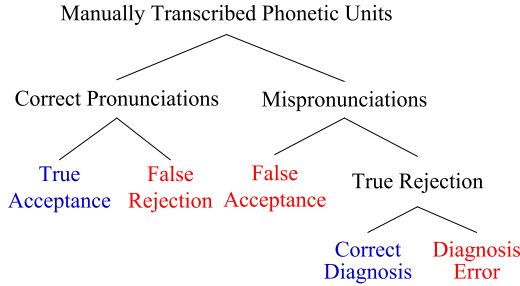 Manually Transcribed Phonetic Units
Correct Pronunciations
Mispronunciations
True
Acceptance
False
Rejection
False
Acceptance
True Rejection
Correct
Diagnosis
Diagnosis
Error